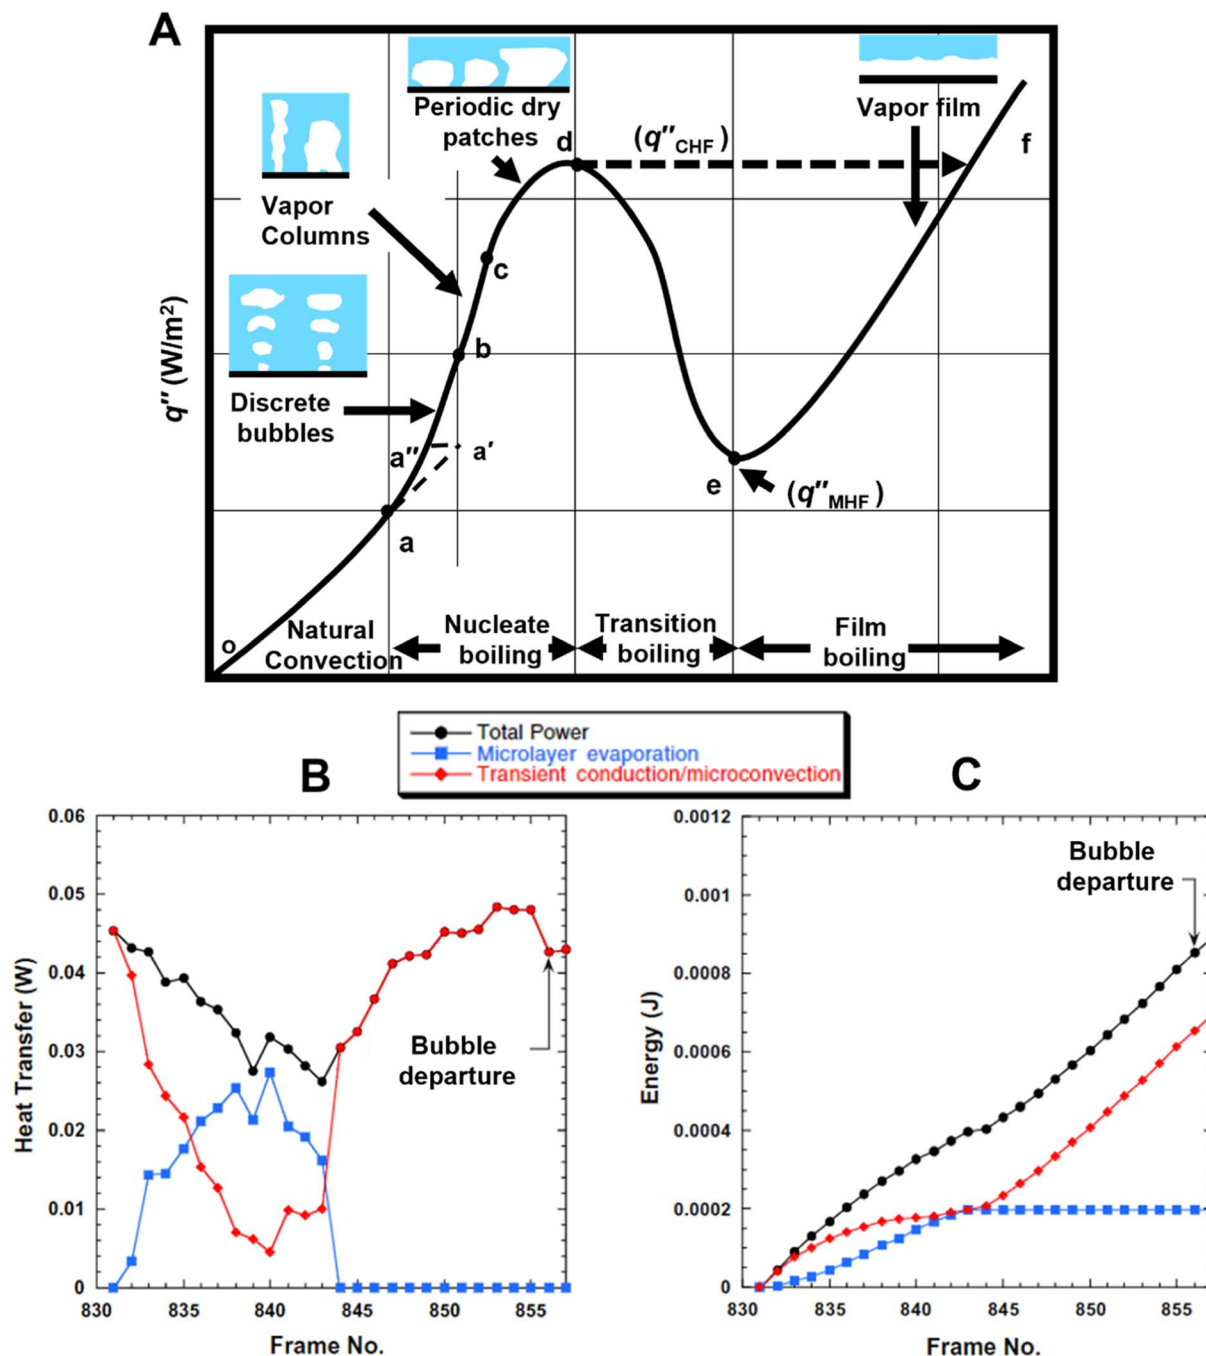 A
Periodic dry
patches
d
(q″CHF)
Vapor film
f
Vapor
Columns
c
b
Discrete
bubbles
a″
a′
e
(q″MHF)
a
q″ (W/m²)
o
Natural
Convection
Nucleate
boiling
Transition
boiling
Film
boiling
Total Power
Microlayer evaporation
Transient conduction/microconvection
B
0.06
0.05
0.04
0.03
0.02
0.01
0
Heat Transfer (W)
Bubble
departure
830 835 840 845 850 855
Frame No.
C
0.0012
0.001
0.0008
0.0006
0.0004
0.0002
0
Energy (J)
Bubble
departure
830 835 840 845 850 855
Frame No.